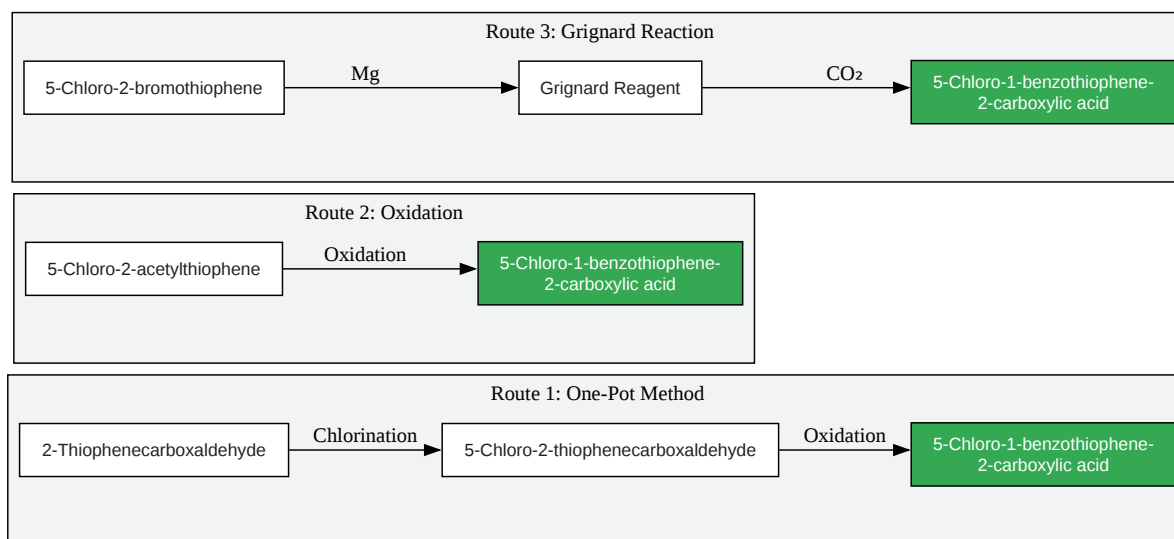 Route 3: Grignard Reaction
5-Chloro-2-bromothiophene
Mg
Grignard Reagent
CO₂
5-Chloro-1-benzothiophene-
2-carboxylic acid
Route 2: Oxidation
5-Chloro-2-acetylthiophene
Oxidation
5-Chloro-1-benzothiophene-
2-carboxylic acid
Route 1: One-Pot Method
2-Thiophenecarboxaldehyde
Chlorination
5-Chloro-2-thiophenecarboxaldehyde
Oxidation
5-Chloro-1-benzothiophene-
2-carboxylic acid